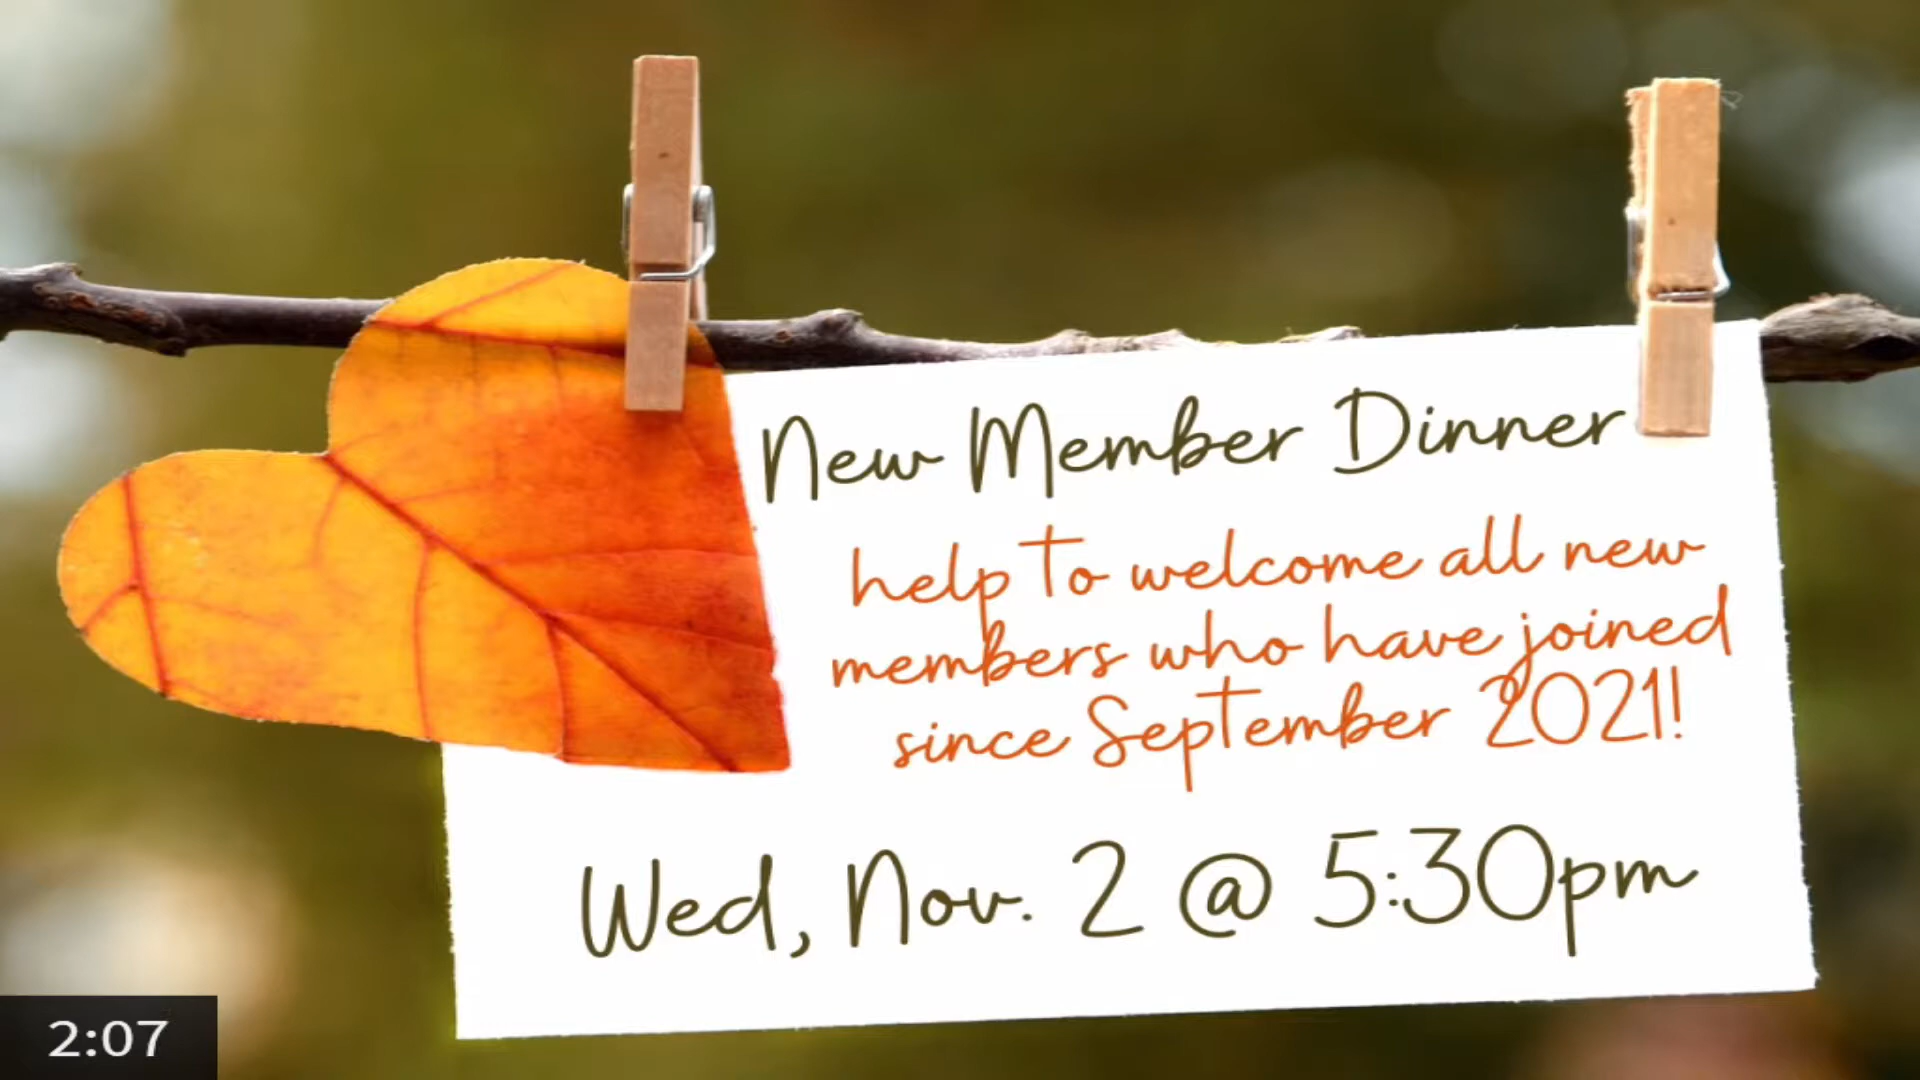 New Member Dinner
help to welcome all new
members who have joined
since September 2021!
Wed, Nov. 2 @ 5:30pm
2:07